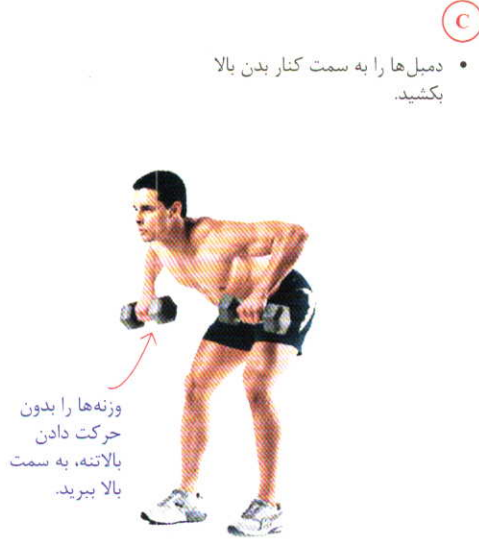 C
• دمبل‌ها را به سمت کنار بدن بالا
بکشید.
وزنه‌ها را بدون
حرکت دادن
بالاتنه، به سمت
بالا ببرید.